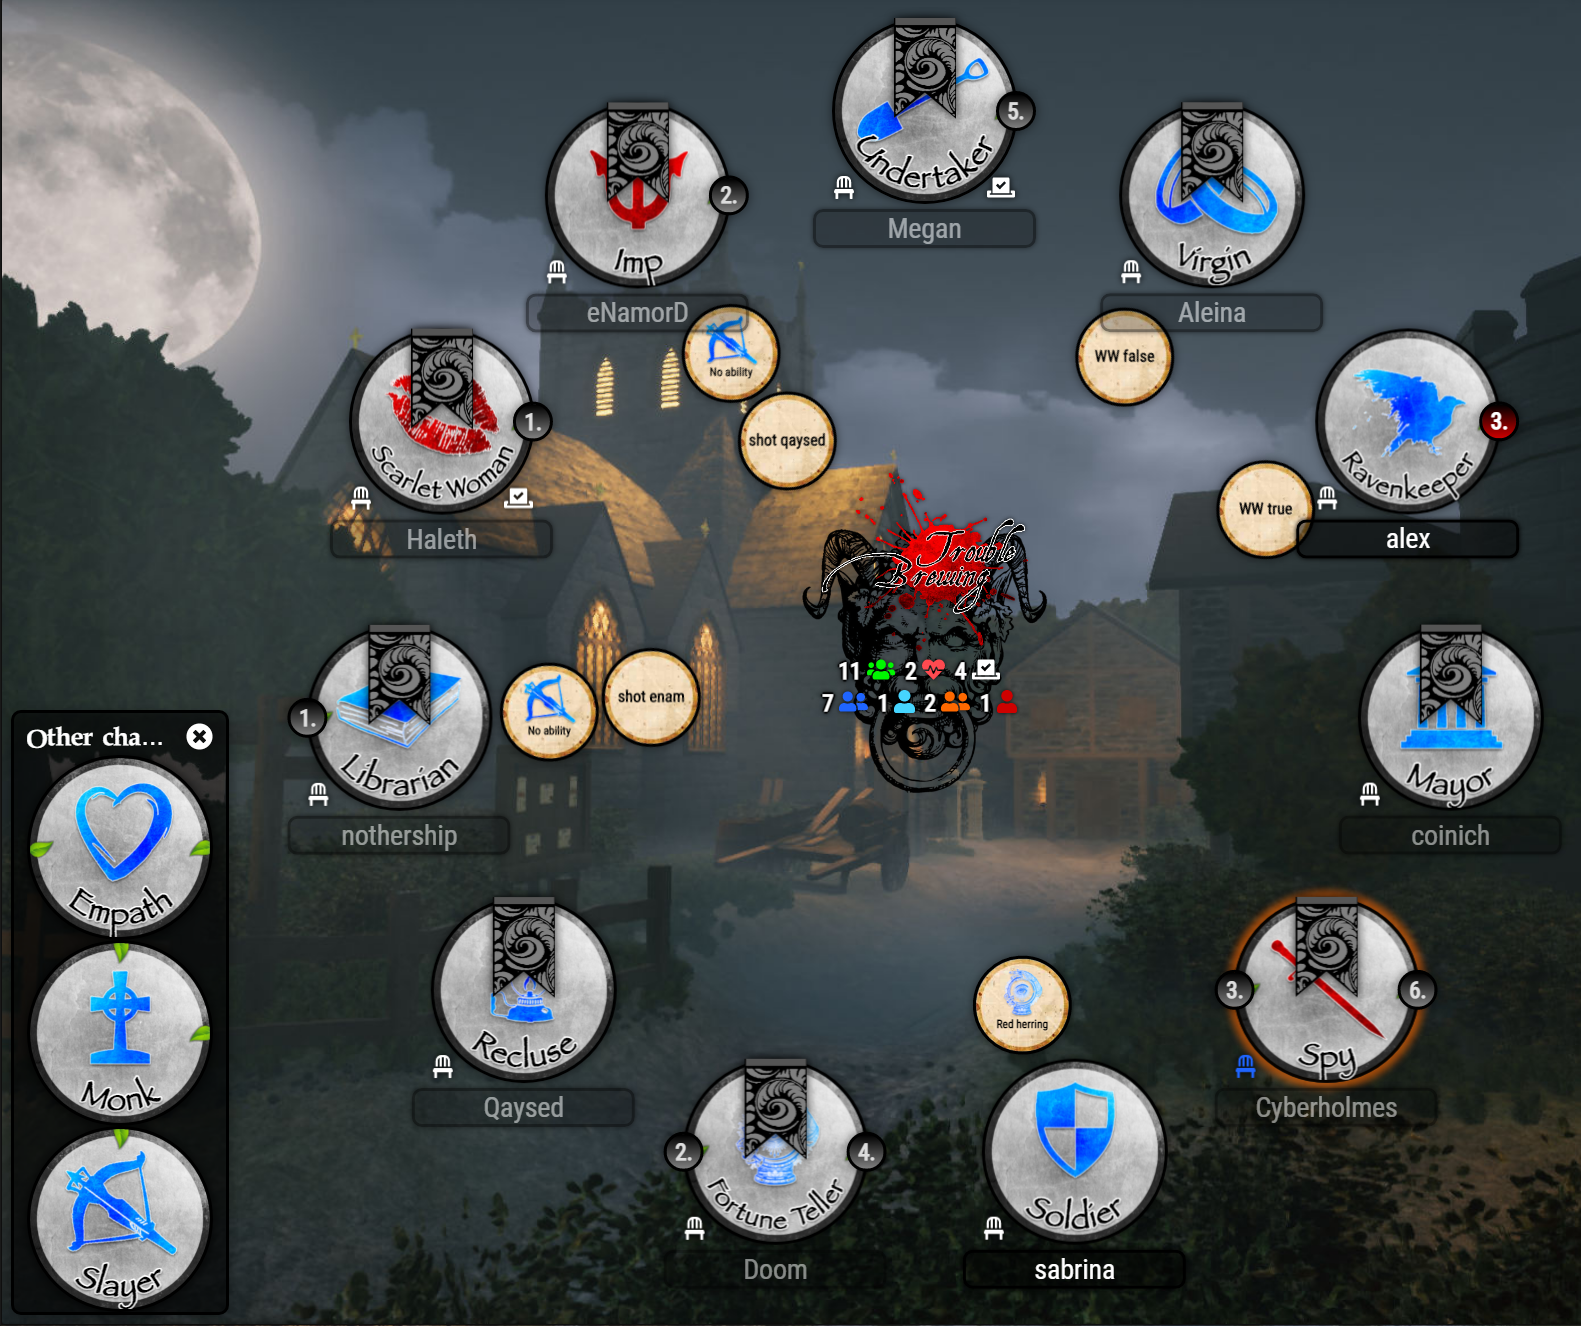 Undertaker
5.
Megan
Imp
2.
eNamorD
Virgin
Aleina
No ability
shot qaysed
WW false
Scarlet Woman
1.
Haleth
Ravenkeeper
3.
WW true
alex
Trouble
Brewing
11 2 4
7 1 2 1
Librarian
1.
nothership
No ability
shot enam
Mayor
coinich
Other cha...
Empath
Monk
Slayer
Recluse
Qaysed
Red herring
Spy
3.
6.
Cyberholmes
Fortune Teller
2.
4.
Doom
Soldier
sabrina